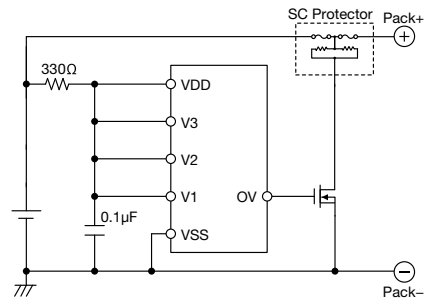 SC Protector
Pack+
330Ω
VDD
V3
V2
V1
OV
0.1µF
VSS
Pack−